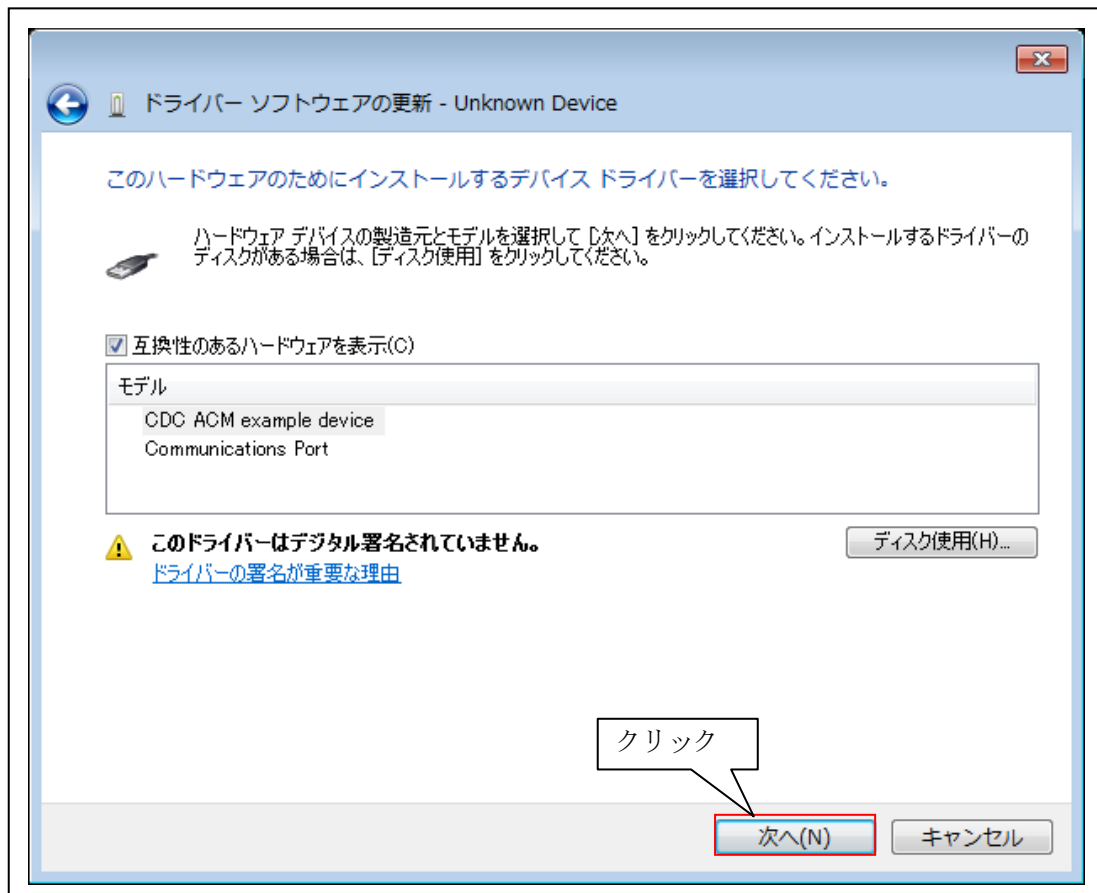 ドライバー ソフトウェアの更新 - Unknown Device
このハードウェアのためにインストールするデバイス ドライバーを選択してください。
ハードウェア デバイスの製造元とモデルを選択して [次へ] をクリックしてください。インストールするドライバーの
ディスクがある場合は、[ディスク使用] をクリックしてください。
互換性のあるハードウェアを表示(C)
モデル
CDC ACM example device
Communications Port
このドライバーはデジタル署名されていません。
ディスク使用(H)...
ドライバーの署名が重要な理由
クリック
次へ(N)
キャンセル